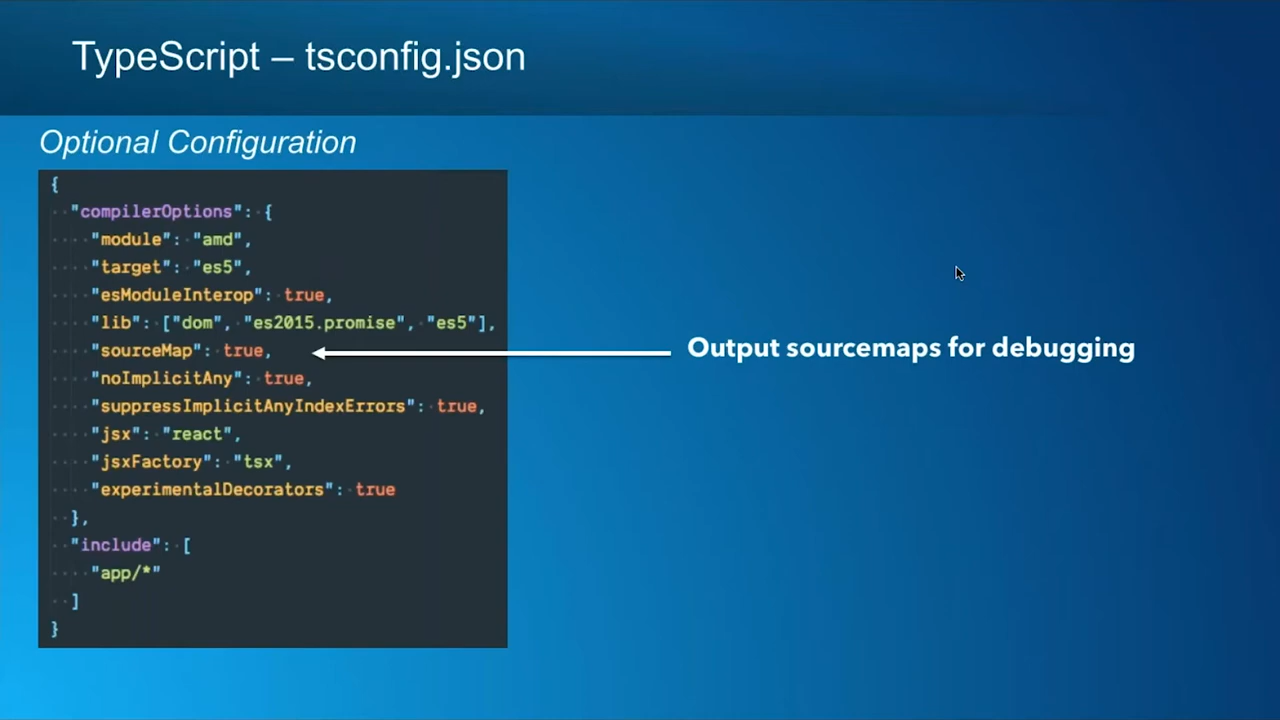 TypeScript – tsconfig.json
Optional Configuration
{
"compilerOptions": {
"module": "amd",
"target": "es5",
"esModuleInterop": true,
"lib": ["dom", "es2015.promise", "es5"],
"sourceMap": true,
Output sourcemaps for debugging
"noImplicitAny": true,
"suppressImplicitAnyIndexErrors": true,
"jsx": "react",
"jsxFactory": "tsx",
"experimentalDecorators": true
},
"include": [
"app/*"
]
}